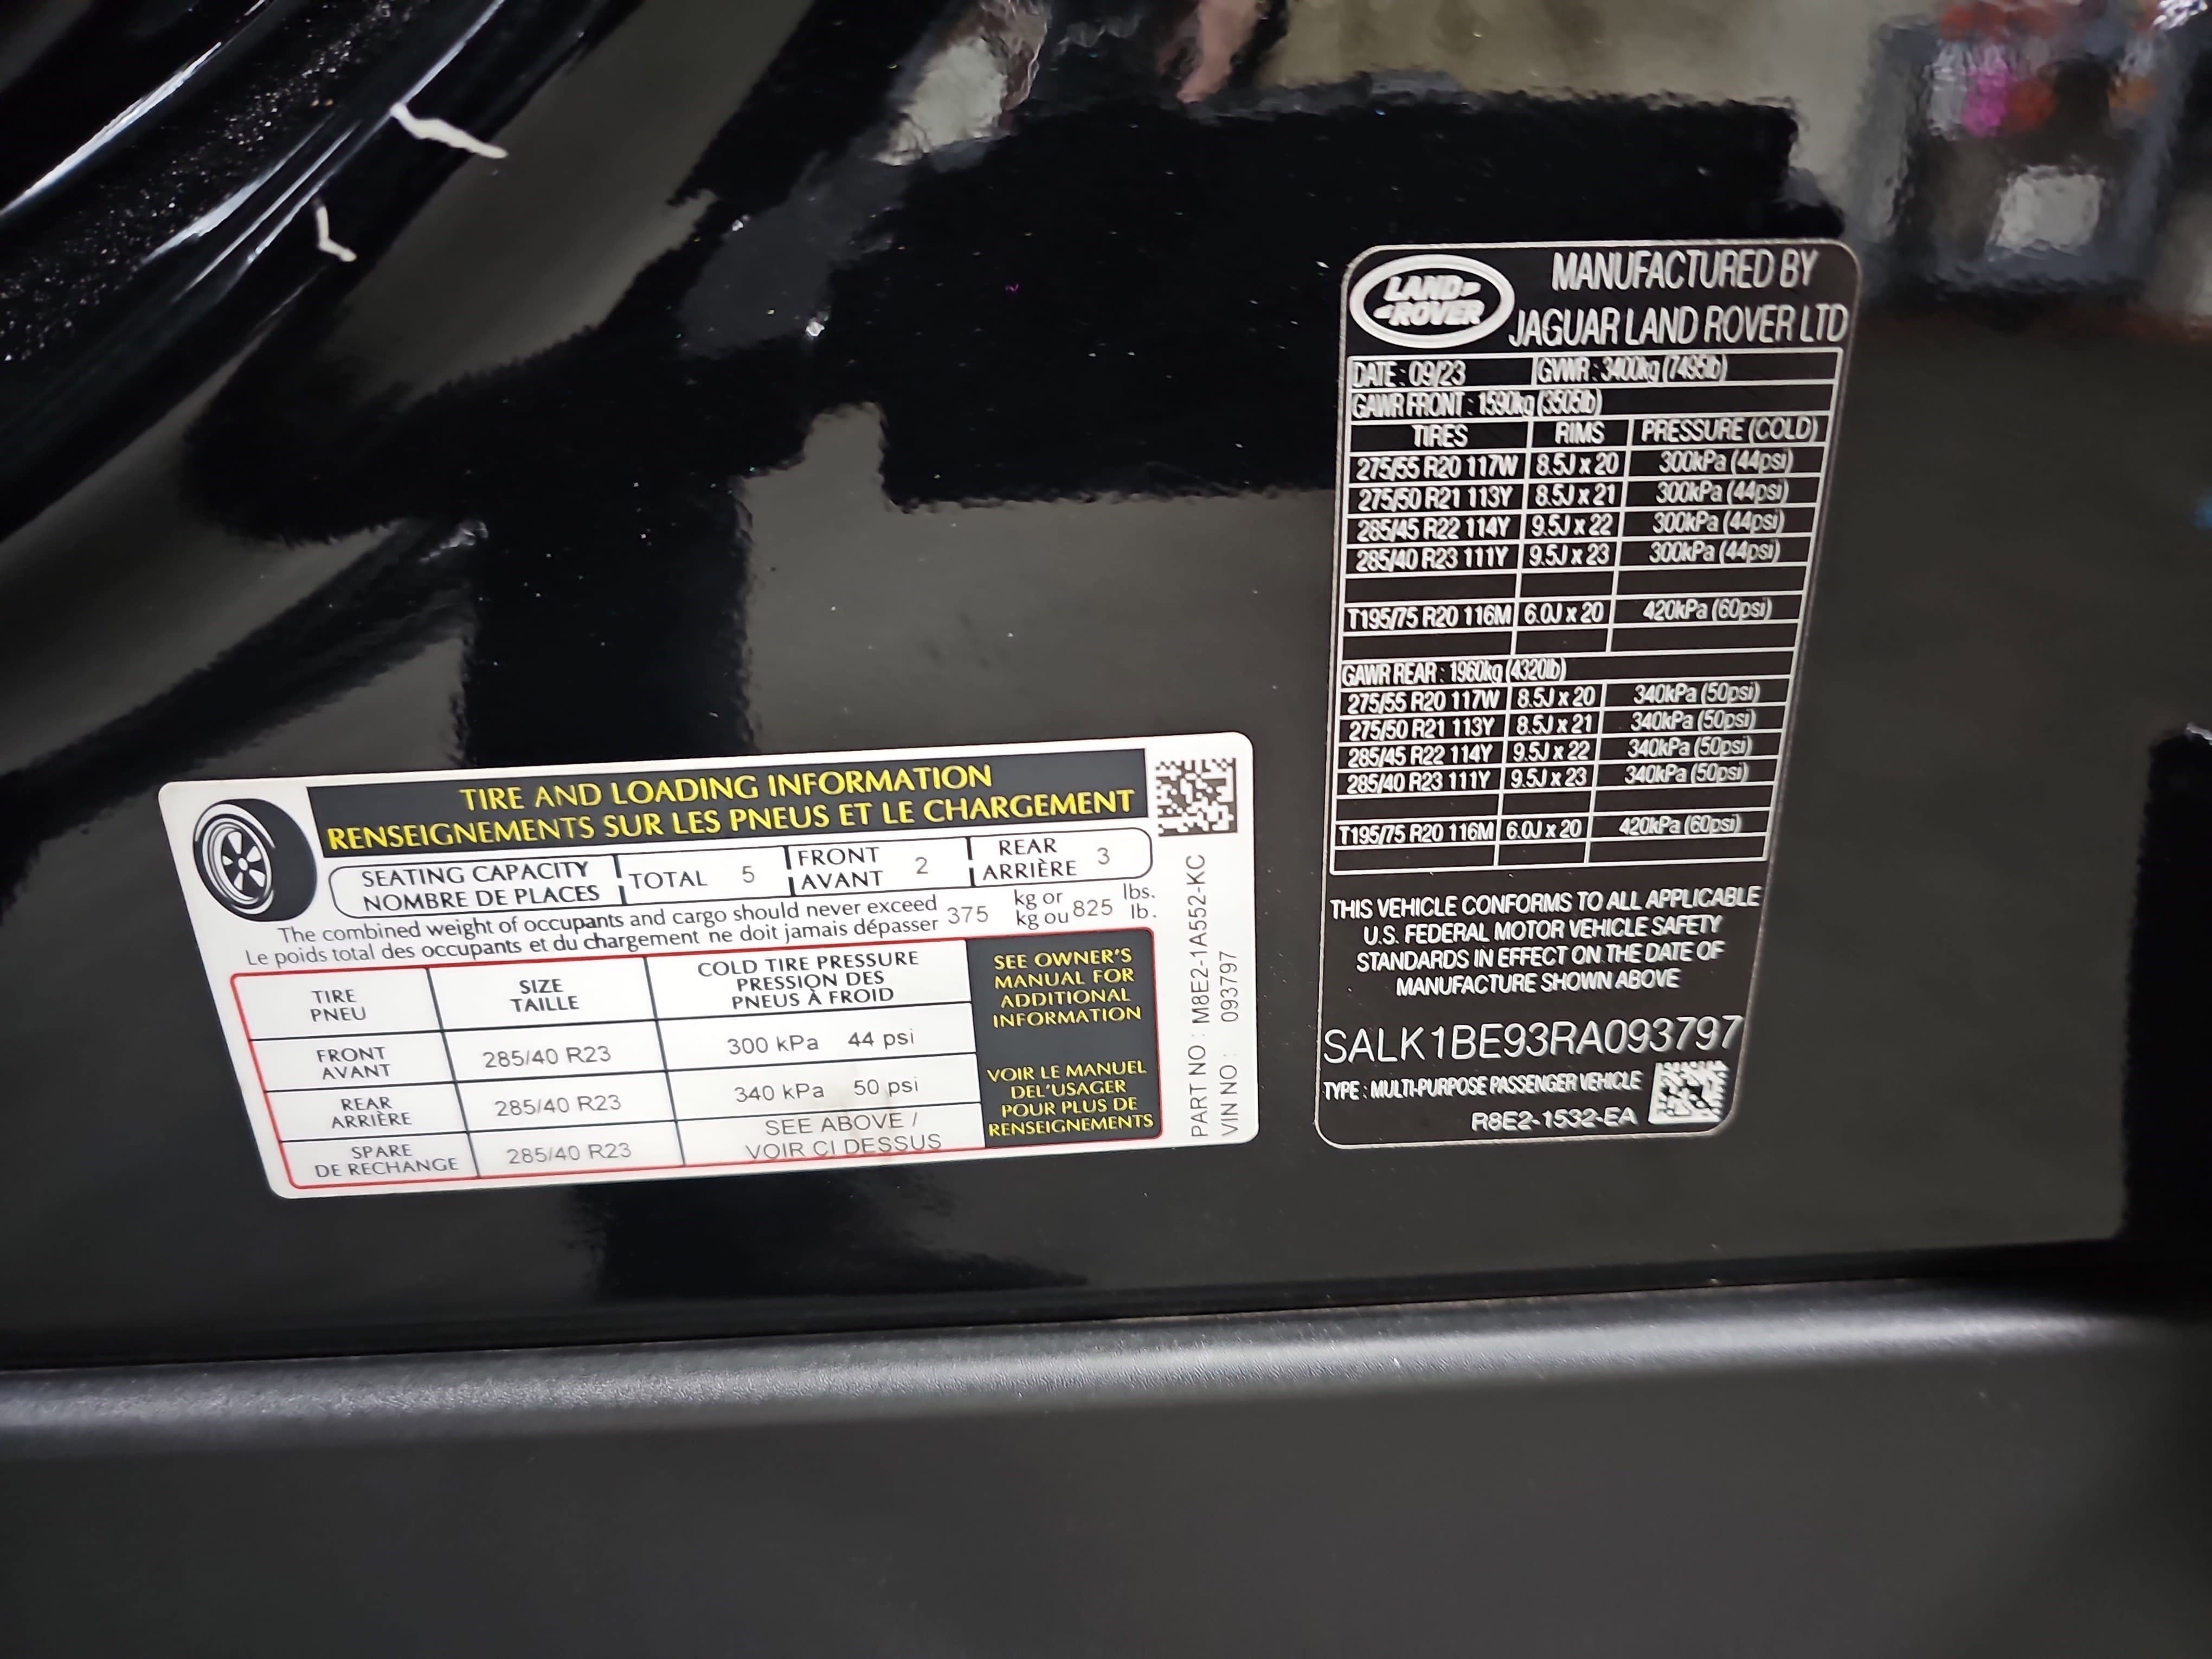 TIRE AND LOADING INFORMATION
RENSEIGNEMENTS SUR LES PNEUS ET LE CHARGEMENT
SEATING CAPACITY
NOMBRE DE PLACES
TOTAL 5
FRONT
AVANT 2
REAR
ARRIÈRE 3
The combined weight of occupants and cargo should never exceed 375 kg or 825 lbs.
Le poids total des occupants et du chargement ne doit jamais dépasser kg ou lb.
TIRE
PNEU
SIZE
TAILLE
COLD TIRE PRESSURE
PRESSION DES
PNEUS À FROID
FRONT
AVANT
285/40 R23
300 kPa 44 psi
REAR
ARRIÈRE
285/40 R23
340 kPa 50 psi
SPARE
DE RECHANGE
285/40 R23
SEE ABOVE /
VOIR CI DESSUS
SEE OWNER'S
MANUAL FOR
ADDITIONAL
INFORMATION
VOIR LE MANUEL
DEL'USAGER
POUR PLUS DE
RENSEIGNEMENTS
PART NO : M8E2-1A552-KC
VIN NO : 093797
LAND
ROVER
MANUFACTURED BY
JAGUAR LAND ROVER LTD
DATE : 09/23 GVWR : 3400kg (7495lb)
GAWR FRONT : 1590kg (3505lb)
TIRES RIMS PRESSURE (COLD)
275/55 R20 117W 8.5J x 20 300kPa (44psi)
275/50 R21 113Y 8.5J x 21 300kPa (44psi)
285/45 R22 114Y 9.5J x 22 300kPa (44psi)
285/40 R23 111Y 9.5J x 23 300kPa (44psi)
T195/75 R20 116M 6.0J x 20 420kPa (60psi)
GAWR REAR : 1960kg (4320lb)
275/55 R20 117W 8.5J x 20 340kPa (50psi)
275/50 R21 113Y 8.5J x 21 340kPa (50psi)
285/45 R22 114Y 9.5J x 22 340kPa (50psi)
285/40 R23 111Y 9.5J x 23 340kPa (50psi)
T195/75 R20 116M 6.0J x 20 420kPa (60psi)
THIS VEHICLE CONFORMS TO ALL APPLICABLE
U.S. FEDERAL MOTOR VEHICLE SAFETY
STANDARDS IN EFFECT ON THE DATE OF
MANUFACTURE SHOWN ABOVE
SALK1BE93RA093797
TYPE : MULTI-PURPOSE PASSENGER VEHICLE
R8E2-1532-EA